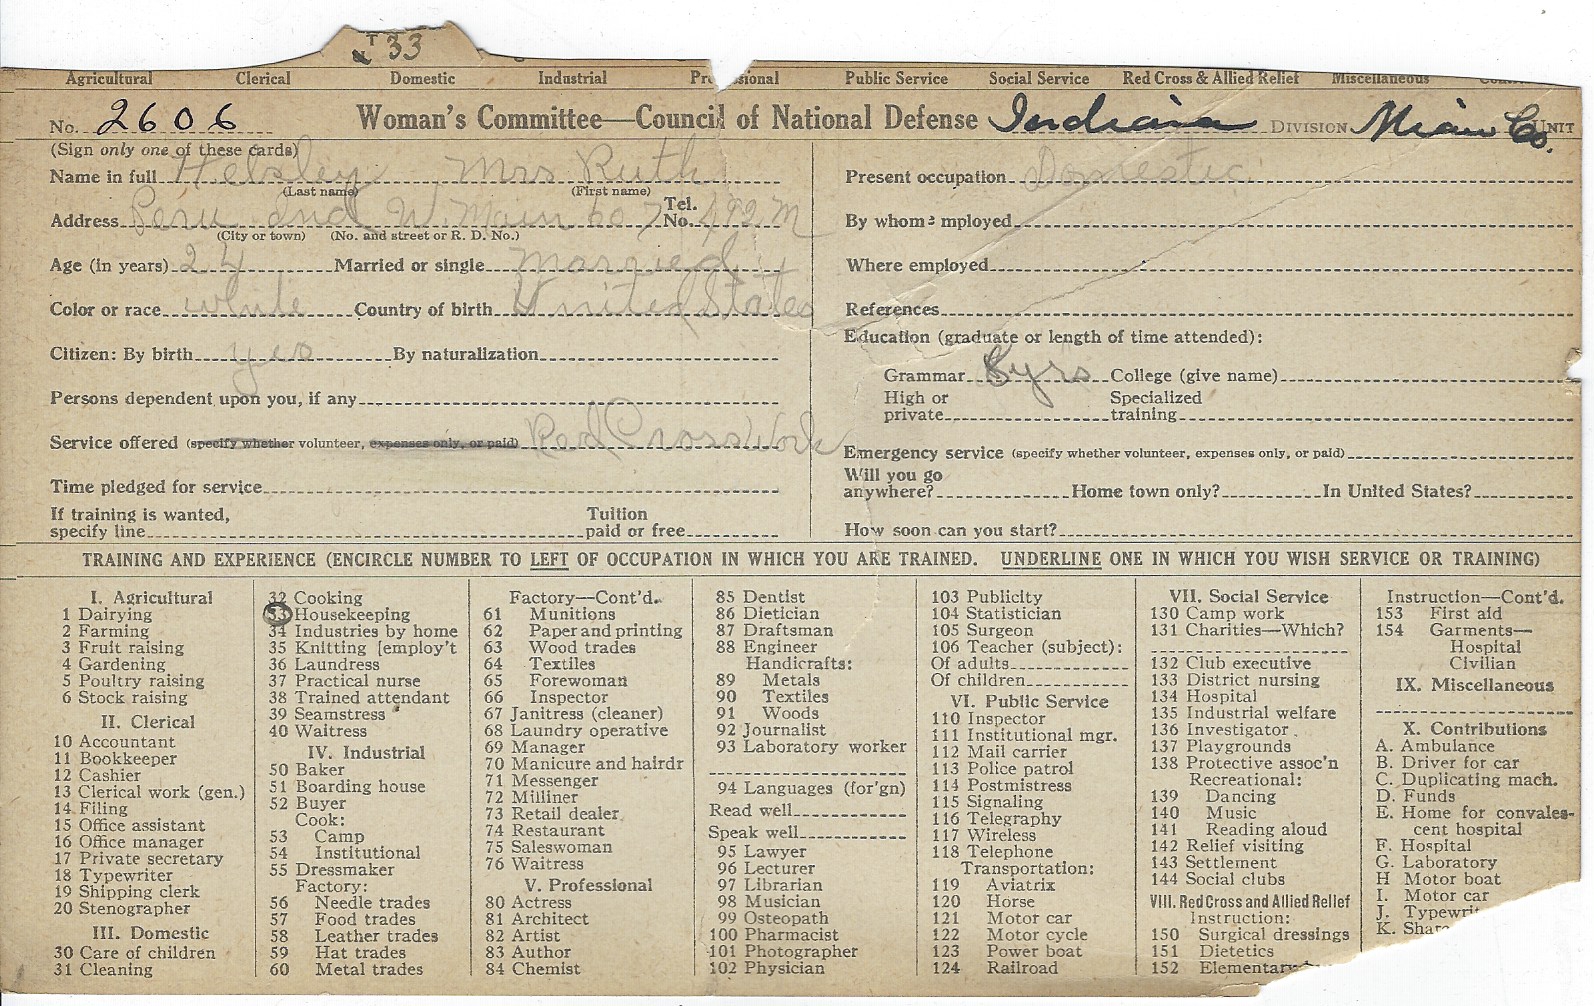 T 33
Agricultural Clerical Domestic Industrial Professional Public Service Social Service Red Cross & Allied Relief Miscellaneous
No. 2606 Woman's Committee—Council of National Defense Indiana DIVISION Miami Co. UNIT
(Sign only one of these cards)
Name in full Helsley Mrs Ruth
(Last name) (First name)
Address Peru Ind W. Main 607 Tel. No. 492 M
(City or town) (No. and street or R. D. No.)
Age (in years) 24 Married or single married
Color or race white Country of birth United States
Citizen: By birth yes By naturalization
Persons dependent upon you, if any
Service offered (specify whether volunteer, expenses only, or paid) Red Cross Work
Time pledged for service
If training is wanted, specify line Tuition paid or free
Present occupation Domestic
By whom employed
Where employed
References
Education (graduate or length of time attended):
Grammar 8 yrs College (give name)
High or private Specialized training
Emergency service (specify whether volunteer, expenses only, or paid)
Will you go anywhere? Home town only? In United States?
How soon can you start?
TRAINING AND EXPERIENCE (ENCIRCLE NUMBER TO LEFT OF OCCUPATION IN WHICH YOU ARE TRAINED. UNDERLINE ONE IN WHICH YOU WISH SERVICE OR TRAINING)
I. Agricultural
1 Dairying
2 Farming
3 Fruit raising
4 Gardening
5 Poultry raising
6 Stock raising
II. Clerical
10 Accountant
11 Bookkeeper
12 Cashier
13 Clerical work (gen.)
14 Filing
15 Office assistant
16 Office manager
17 Private secretary
18 Typewriter
19 Shipping clerk
20 Stenographer
III. Domestic
30 Care of children
31 Cleaning
32 Cooking
33 Housekeeping
34 Industries by home
35 Knitting [employ't
36 Laundress
37 Practical nurse
38 Trained attendant
39 Seamstress
40 Waitress
IV. Industrial
50 Baker
51 Boarding house
52 Buyer
Cook:
53 Camp
54 Institutional
55 Dressmaker
Factory:
56 Needle trades
57 Food trades
58 Leather trades
59 Hat trades
60 Metal trades
Factory—Cont'd.
61 Munitions
62 Paper and printing
63 Wood trades
64 Textiles
65 Forewoman
66 Inspector
67 Janitress (cleaner)
68 Laundry operative
69 Manager
70 Manicure and hairdr
71 Messenger
72 Milliner
73 Retail dealer
74 Restaurant
75 Saleswoman
76 Waitress
V. Professional
80 Actress
81 Architect
82 Artist
83 Author
84 Chemist
85 Dentist
86 Dietician
87 Draftsman
88 Engineer
Handicrafts:
89 Metals
90 Textiles
91 Woods
92 Journalist
93 Laboratory worker
94 Languages (for'gn)
Read well
Speak well
95 Lawyer
96 Lecturer
97 Librarian
98 Musician
99 Osteopath
100 Pharmacist
101 Photographer
102 Physician
103 Publicity
104 Statistician
105 Surgeon
106 Teacher (subject):
Of adults
Of children
VI. Public Service
110 Inspector
111 Institutional mgr.
112 Mail carrier
113 Police patrol
114 Postmistress
115 Signaling
116 Telegraphy
117 Wireless
118 Telephone
Transportation:
119 Aviatrix
120 Horse
121 Motor car
122 Motor cycle
123 Power boat
124 Railroad
VII. Social Service
130 Camp work
131 Charities—Which?
132 Club executive
133 District nursing
134 Hospital
135 Industrial welfare
136 Investigator
137 Playgrounds
138 Protective assoc'n
Recreational:
139 Dancing
140 Music
141 Reading aloud
142 Relief visiting
143 Settlement
144 Social clubs
VIII. Red Cross and Allied Relief
Instruction:
150 Surgical dressings
151 Dietetics
152 Elementary
Instruction—Cont'd.
153 First aid
154 Garments—
Hospital
Civilian
IX. Miscellaneous
X. Contributions
A. Ambulance
B. Driver for car
C. Duplicating mach.
D. Funds
E. Home for convales-
cent hospital
F. Hospital
G. Laboratory
H Motor boat
I. Motor car
J. Typewrit
K. Share